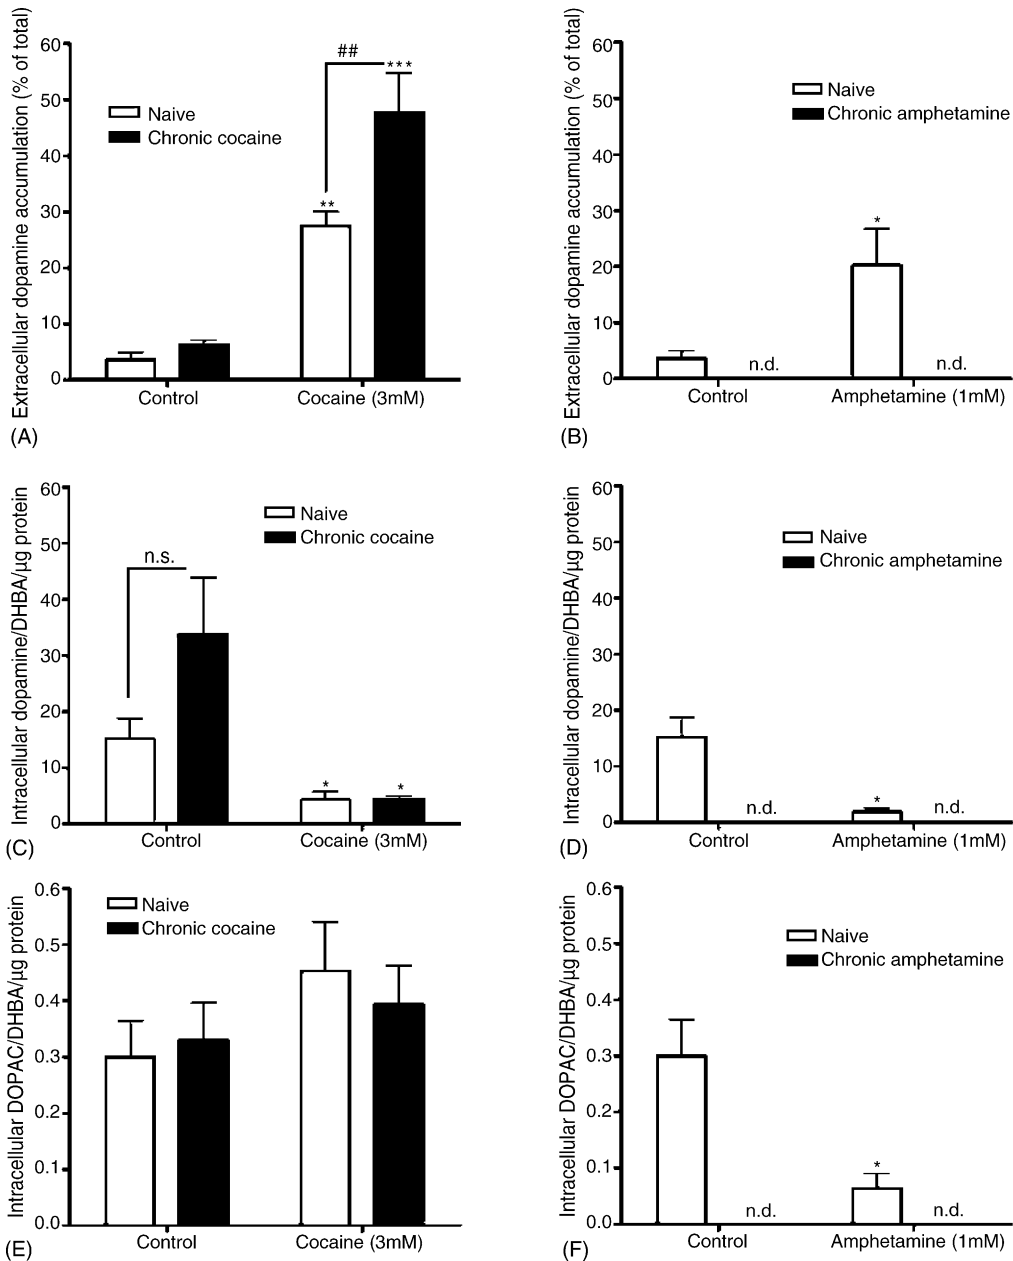 Extracellular dopamine accumulation (% of total)
60
50
40
30
20
10
0
Naive
Chronic cocaine
##
**
***
Control
Cocaine (3mM)
(A)
Extracellular dopamine accumulation (% of total)
60
50
40
30
20
10
0
Naive
Chronic amphetamine
*
n.d.
n.d.
Control
Amphetamine (1mM)
(B)
Intracellular dopamine/DHBA/µg protein
60
50
40
30
20
10
0
Naive
Chronic cocaine
n.s.
*
*
Control
Cocaine (3mM)
(C)
Intracellular dopamine/DHBA/µg protein
60
50
40
30
20
10
0
Naive
Chronic amphetamine
n.d.
*
n.d.
Control
Amphetamine (1mM)
(D)
Intracellular DOPAC/DHBA/µg protein
0.6
0.5
0.4
0.3
0.2
0.1
0.0
Naive
Chronic cocaine
Control
Cocaine (3mM)
(E)
Intracellular DOPAC/DHBA/µg protein
0.6
0.5
0.4
0.3
0.2
0.1
0.0
Naive
Chronic amphetamine
*
n.d.
n.d.
Control
Amphetamine (1mM)
(F)